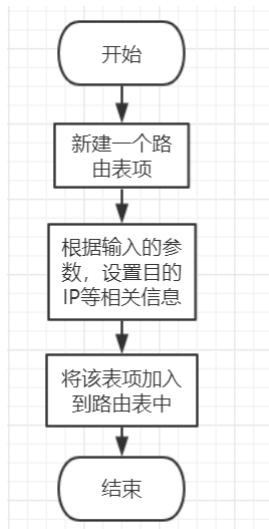 开始
新建一个路
由表项
根据输入的参
数，设置目的
IP等相关信息
将该表项加入
到路由表中
结束